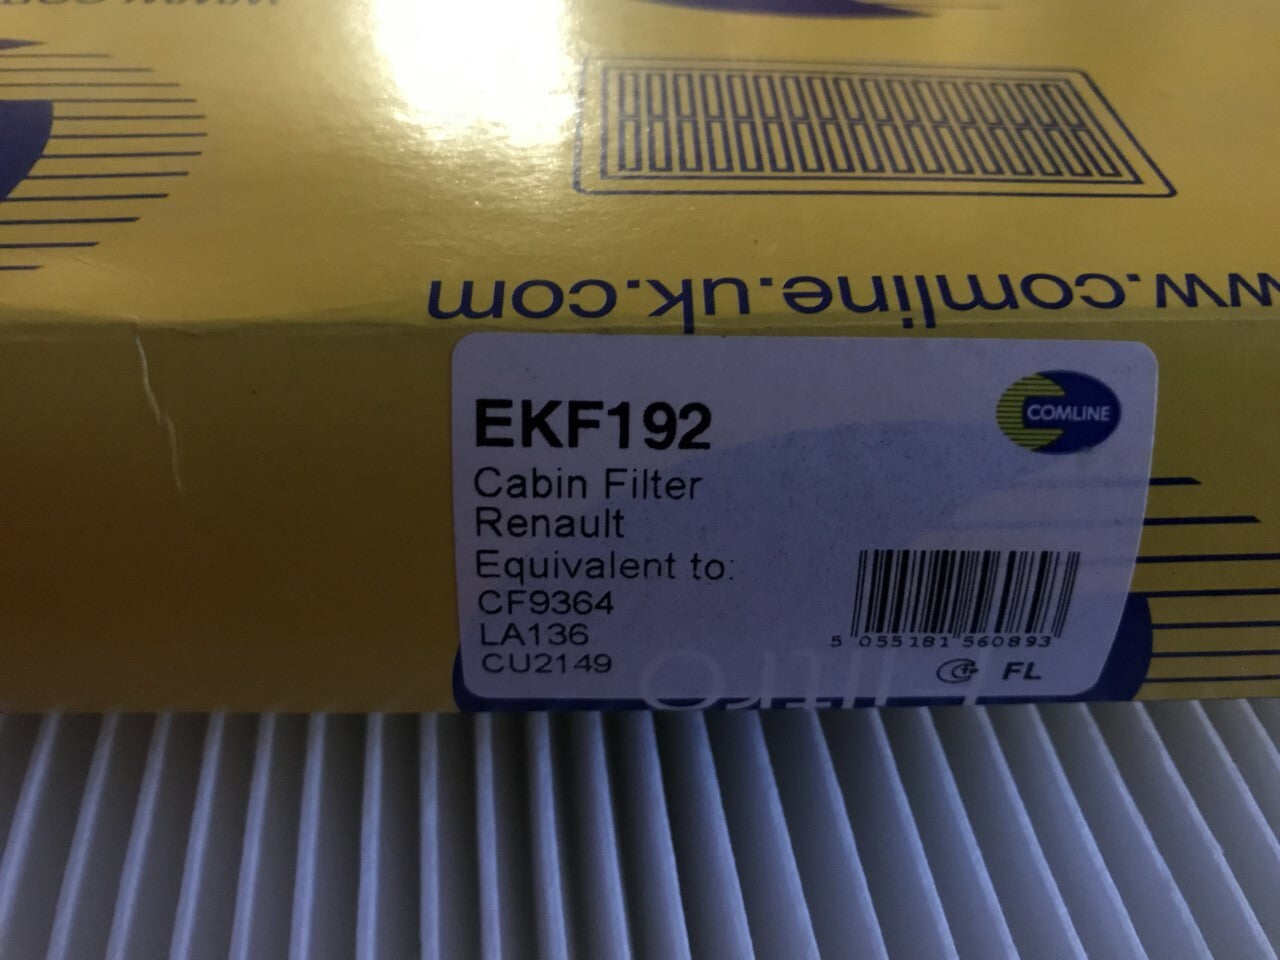 www.comline.uk.com
EKF192
COMLINE
Cabin Filter
Renault
Equivalent to:
CF9364
LA136
CU2149
5 055181 560893
FL